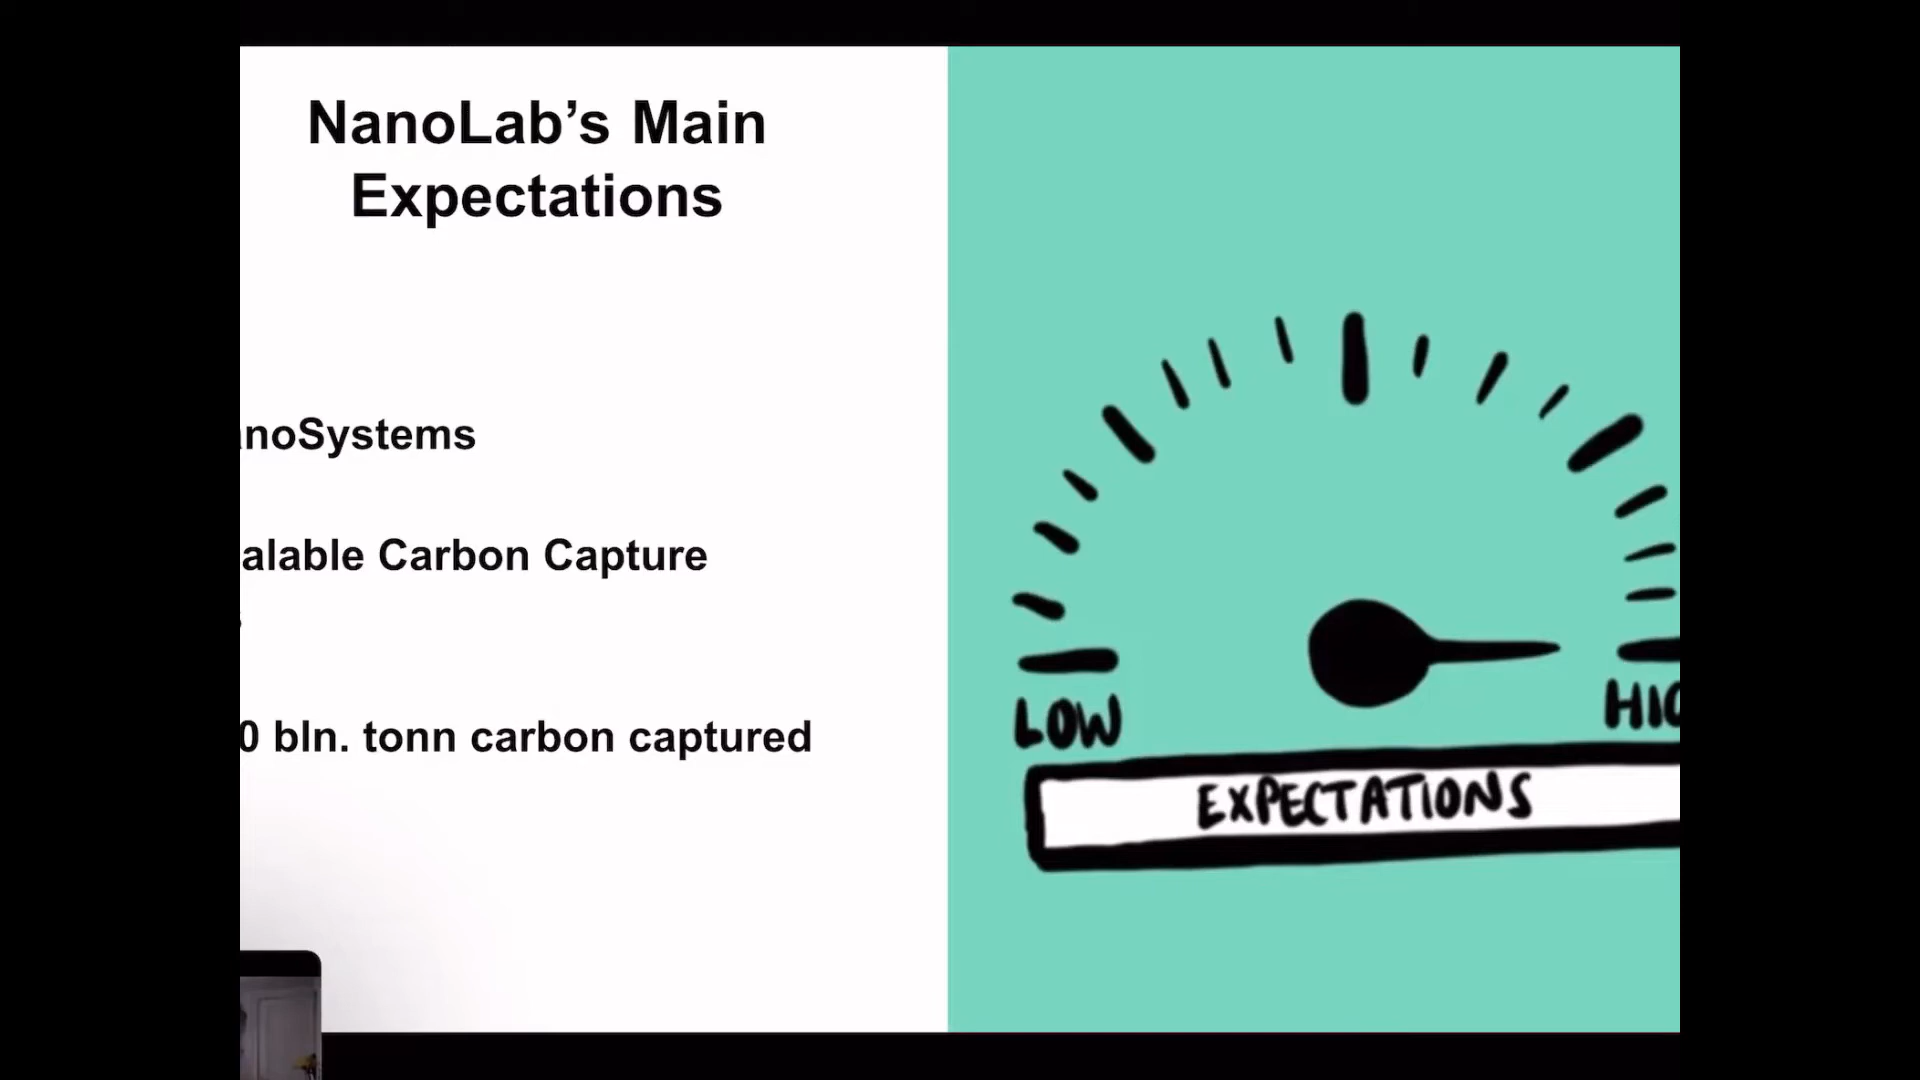 NanoLab’s Main
Expectations
noSystems
alable Carbon Capture
0 bln. tonn carbon captured
LOW
EXPECTATIONS